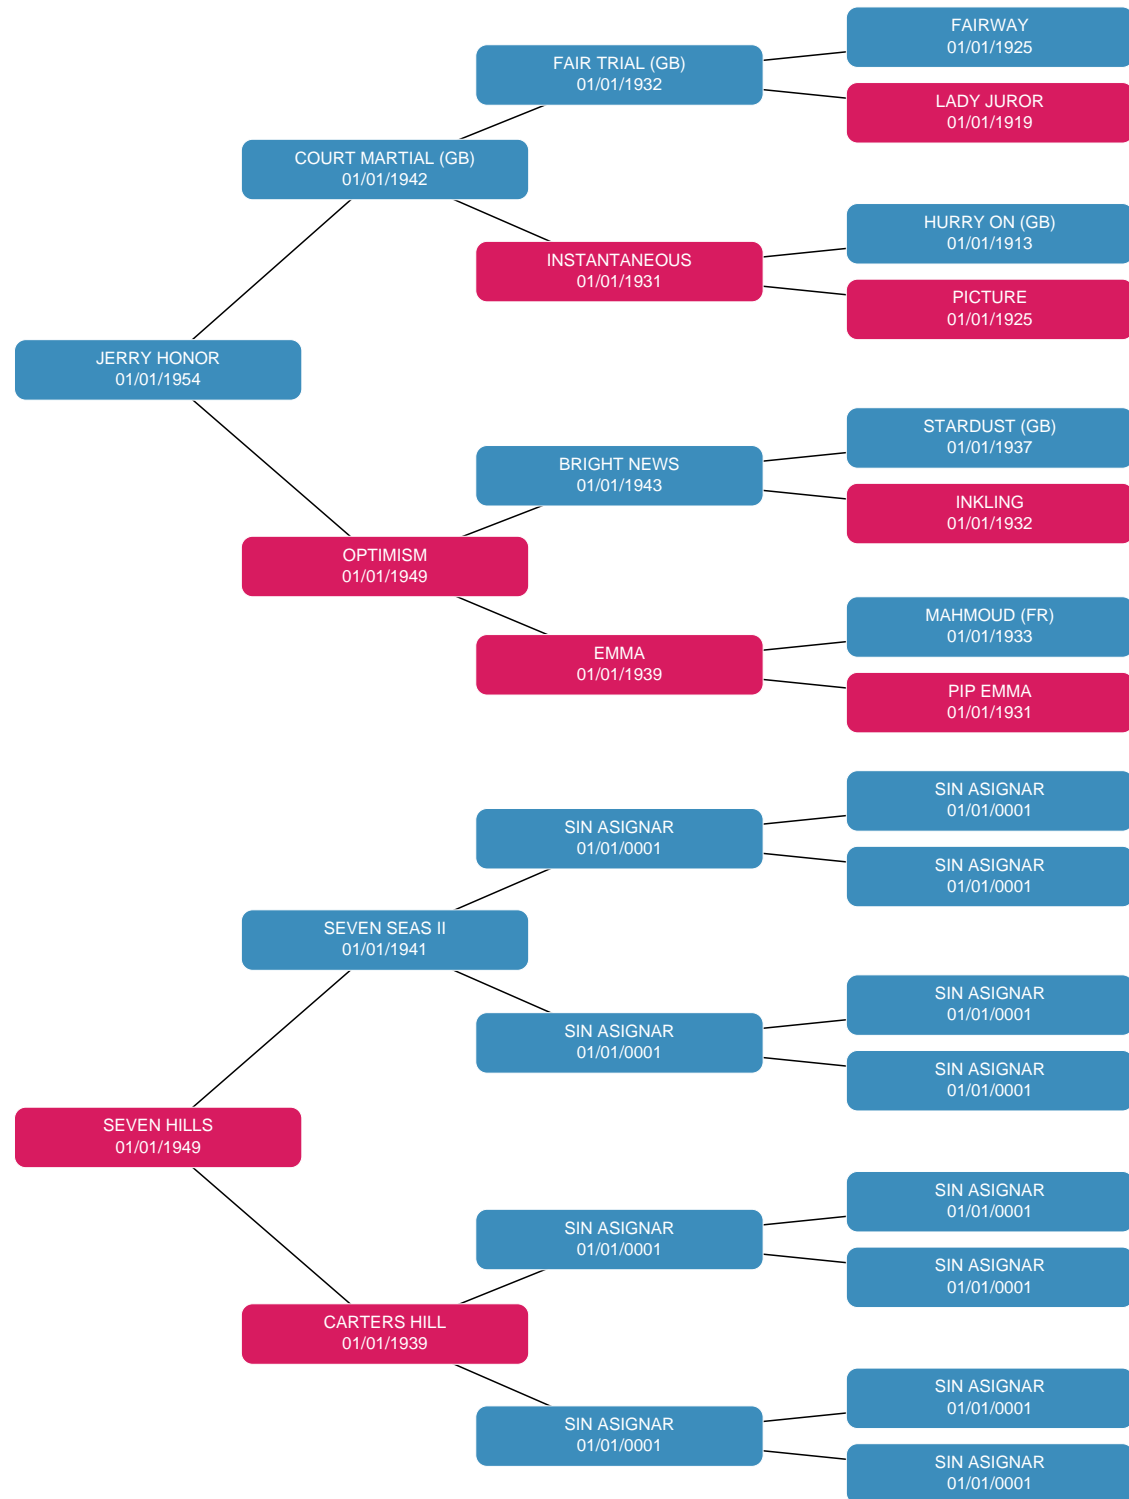 FAIRWAY
01/01/1925
FAIR TRIAL (GB)
01/01/1932
LADY JUROR
01/01/1919
COURT MARTIAL (GB)
01/01/1942
HURRY ON (GB)
01/01/1913
INSTANTANEOUS
01/01/1931
PICTURE
01/01/1925
JERRY HONOR
01/01/1954
STARDUST (GB)
01/01/1937
BRIGHT NEWS
01/01/1943
INKLING
01/01/1932
OPTIMISM
01/01/1949
MAHMOUD (FR)
01/01/1933
EMMA
01/01/1939
PIP EMMA
01/01/1931
SIN ASIGNAR
01/01/0001
SIN ASIGNAR
01/01/0001
SIN ASIGNAR
01/01/0001
SEVEN SEAS II
01/01/1941
SIN ASIGNAR
01/01/0001
SIN ASIGNAR
01/01/0001
SIN ASIGNAR
01/01/0001
SEVEN HILLS
01/01/1949
SIN ASIGNAR
01/01/0001
SIN ASIGNAR
01/01/0001
SIN ASIGNAR
01/01/0001
CARTERS HILL
01/01/1939
SIN ASIGNAR
01/01/0001
SIN ASIGNAR
01/01/0001
SIN ASIGNAR
01/01/0001